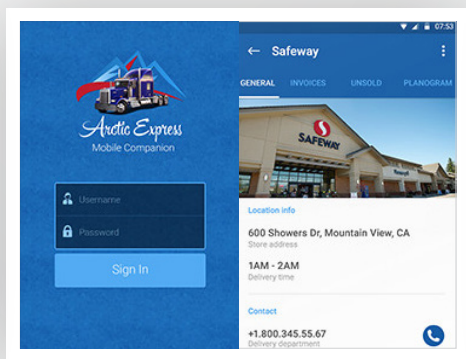 Arctic Express
Mobile Companion
Username
Password
Sign In
07:53
← Safeway
GENERAL INVOICES UNSOLD PLANOGRAM
SAFEWAY
Location info
600 Showers Dr, Mountain View, CA
Store address
1AM - 2AM
Delivery time
Contact
+1.800.345.55.67
Delivery department